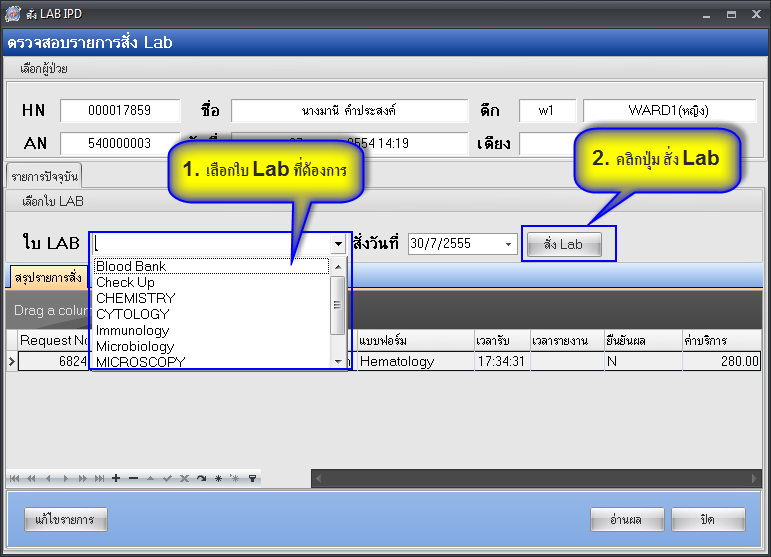 สั่ง LAB IPD
ตรวจสอบรายการสั่ง Lab
เลือกผู้ป่วย
HN 000017859 ชื่อ นางมานี คำประสงค์ ตึก w1 WARD1(หญิง)
AN 540000003 2554 14:19 เตียง
1. เลือกใบ Lab ที่ต้องการ
2. คลิกปุ่ม สั่ง Lab
รายการปัจจุบัน
เลือกใบ LAB
ใบ LAB สั่งวันที่ 30/7/2555 สั่ง Lab
Blood Bank
Check Up
CHEMISTRY
CYTOLOGY
Immunology
Microbiology
MICROSCOPY
สรุปรายการสั่ง
Drag a colum
Request No แบบฟอร์ม เวลารับ เวลารายงาน ยืนยันผล ค่าบริการ
6824 Hematology 17:34:31 N 280.00
แก้ไขรายการ อ่านผล ปิด